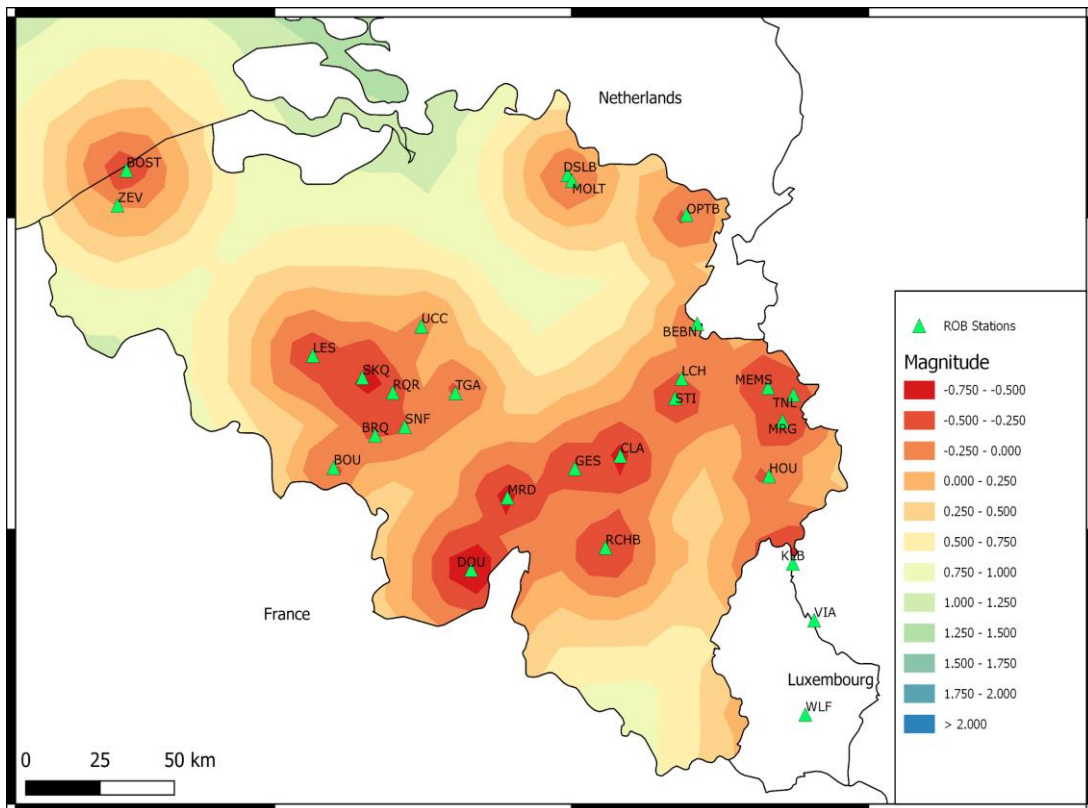 Netherlands
BOST
ZEV
DSLB
MOLT
OPTB
UCC
BEBN
LES
SKQ
RQR
TGA
LCH
STI
MEMS
TNL
MRG
BRQ
SNF
BOU
GES
CLA
HOU
MRD
RCHB
DOU
KLB
France
VIA
Luxembourg
WLF
0 25 50 km
ROB Stations
Magnitude
-0.750 - -0.500
-0.500 - -0.250
-0.250 - 0.000
0.000 - 0.250
0.250 - 0.500
0.500 - 0.750
0.750 - 1.000
1.000 - 1.250
1.250 - 1.500
1.500 - 1.750
1.750 - 2.000
> 2.000